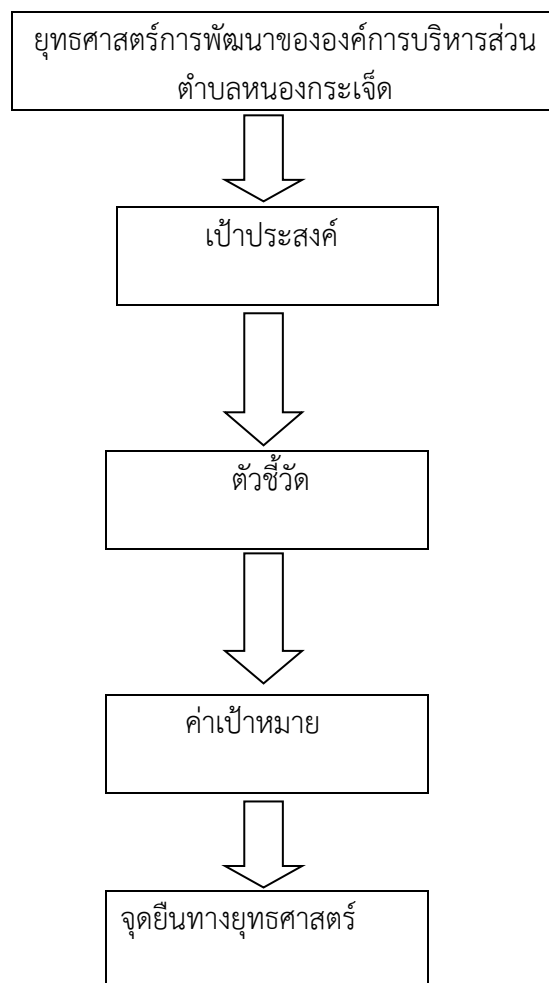 ยุทธศาสตร์การพัฒนาขององค์การบริหารส่วน
ตำบลหนองกระเจ็ด
เป้าประสงค์
ตัวชี้วัด
ค่าเป้าหมาย
จุดยืนทางยุทธศาสตร์